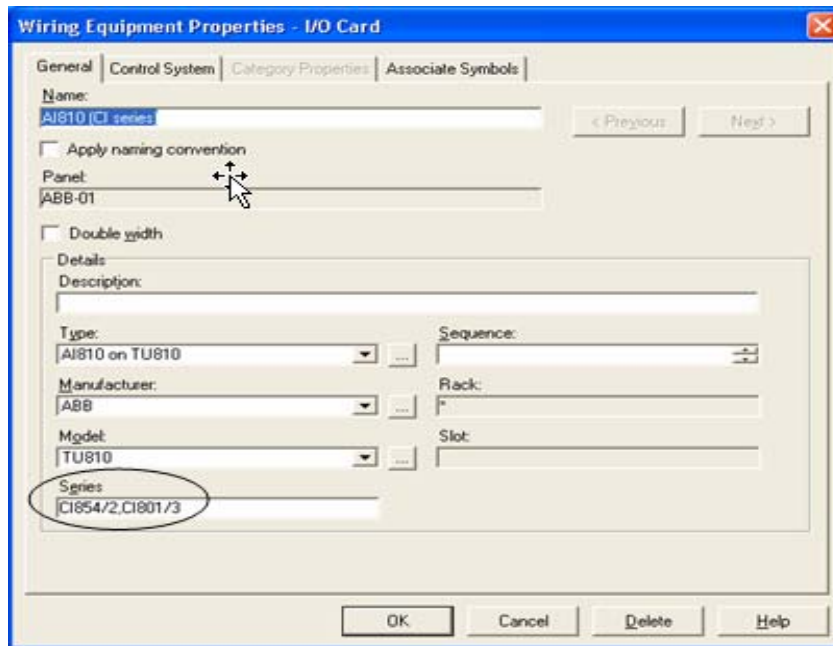 Wiring Equipment Properties - I/O Card
General Control System Category Properties Associate Symbols
Name:
AI810 (CI series)
< Previous Next >
Apply naming convention
Panel:
ABB-01
Double width
Details
Description:
Type: Sequence:
AI810 on TU810 ...
Manufacturer: Rack:
ABB ... *
Model: Slot:
TU810 ...
Series
CI854/2,CI801/3
OK Cancel Delete Help